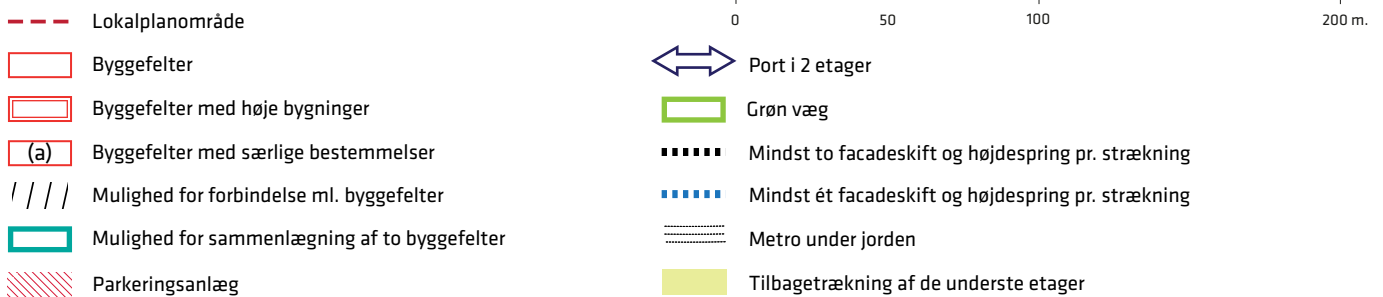 Lokalplanområde
Byggefelter
Byggefelter med høje bygninger
(a) Byggefelter med særlige bestemmelser
Mulighed for forbindelse ml. byggefelter
Mulighed for sammenlægning af to byggefelter
Parkeringsanlæg
0 50 100 200 m.
Port i 2 etager
Grøn væg
Mindst to facadeskift og højdespring pr. strækning
Mindst ét facadeskift og højdespring pr. strækning
Metro under jorden
Tilbagetrækning af de underste etager